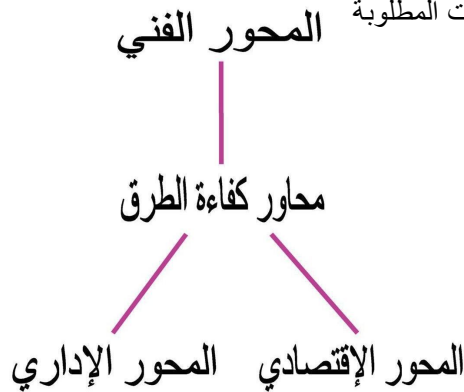 ت المطلوبة
المحور الفني
محاور كفاءة الطرق
المحور الإقتصادي
المحور الإداري